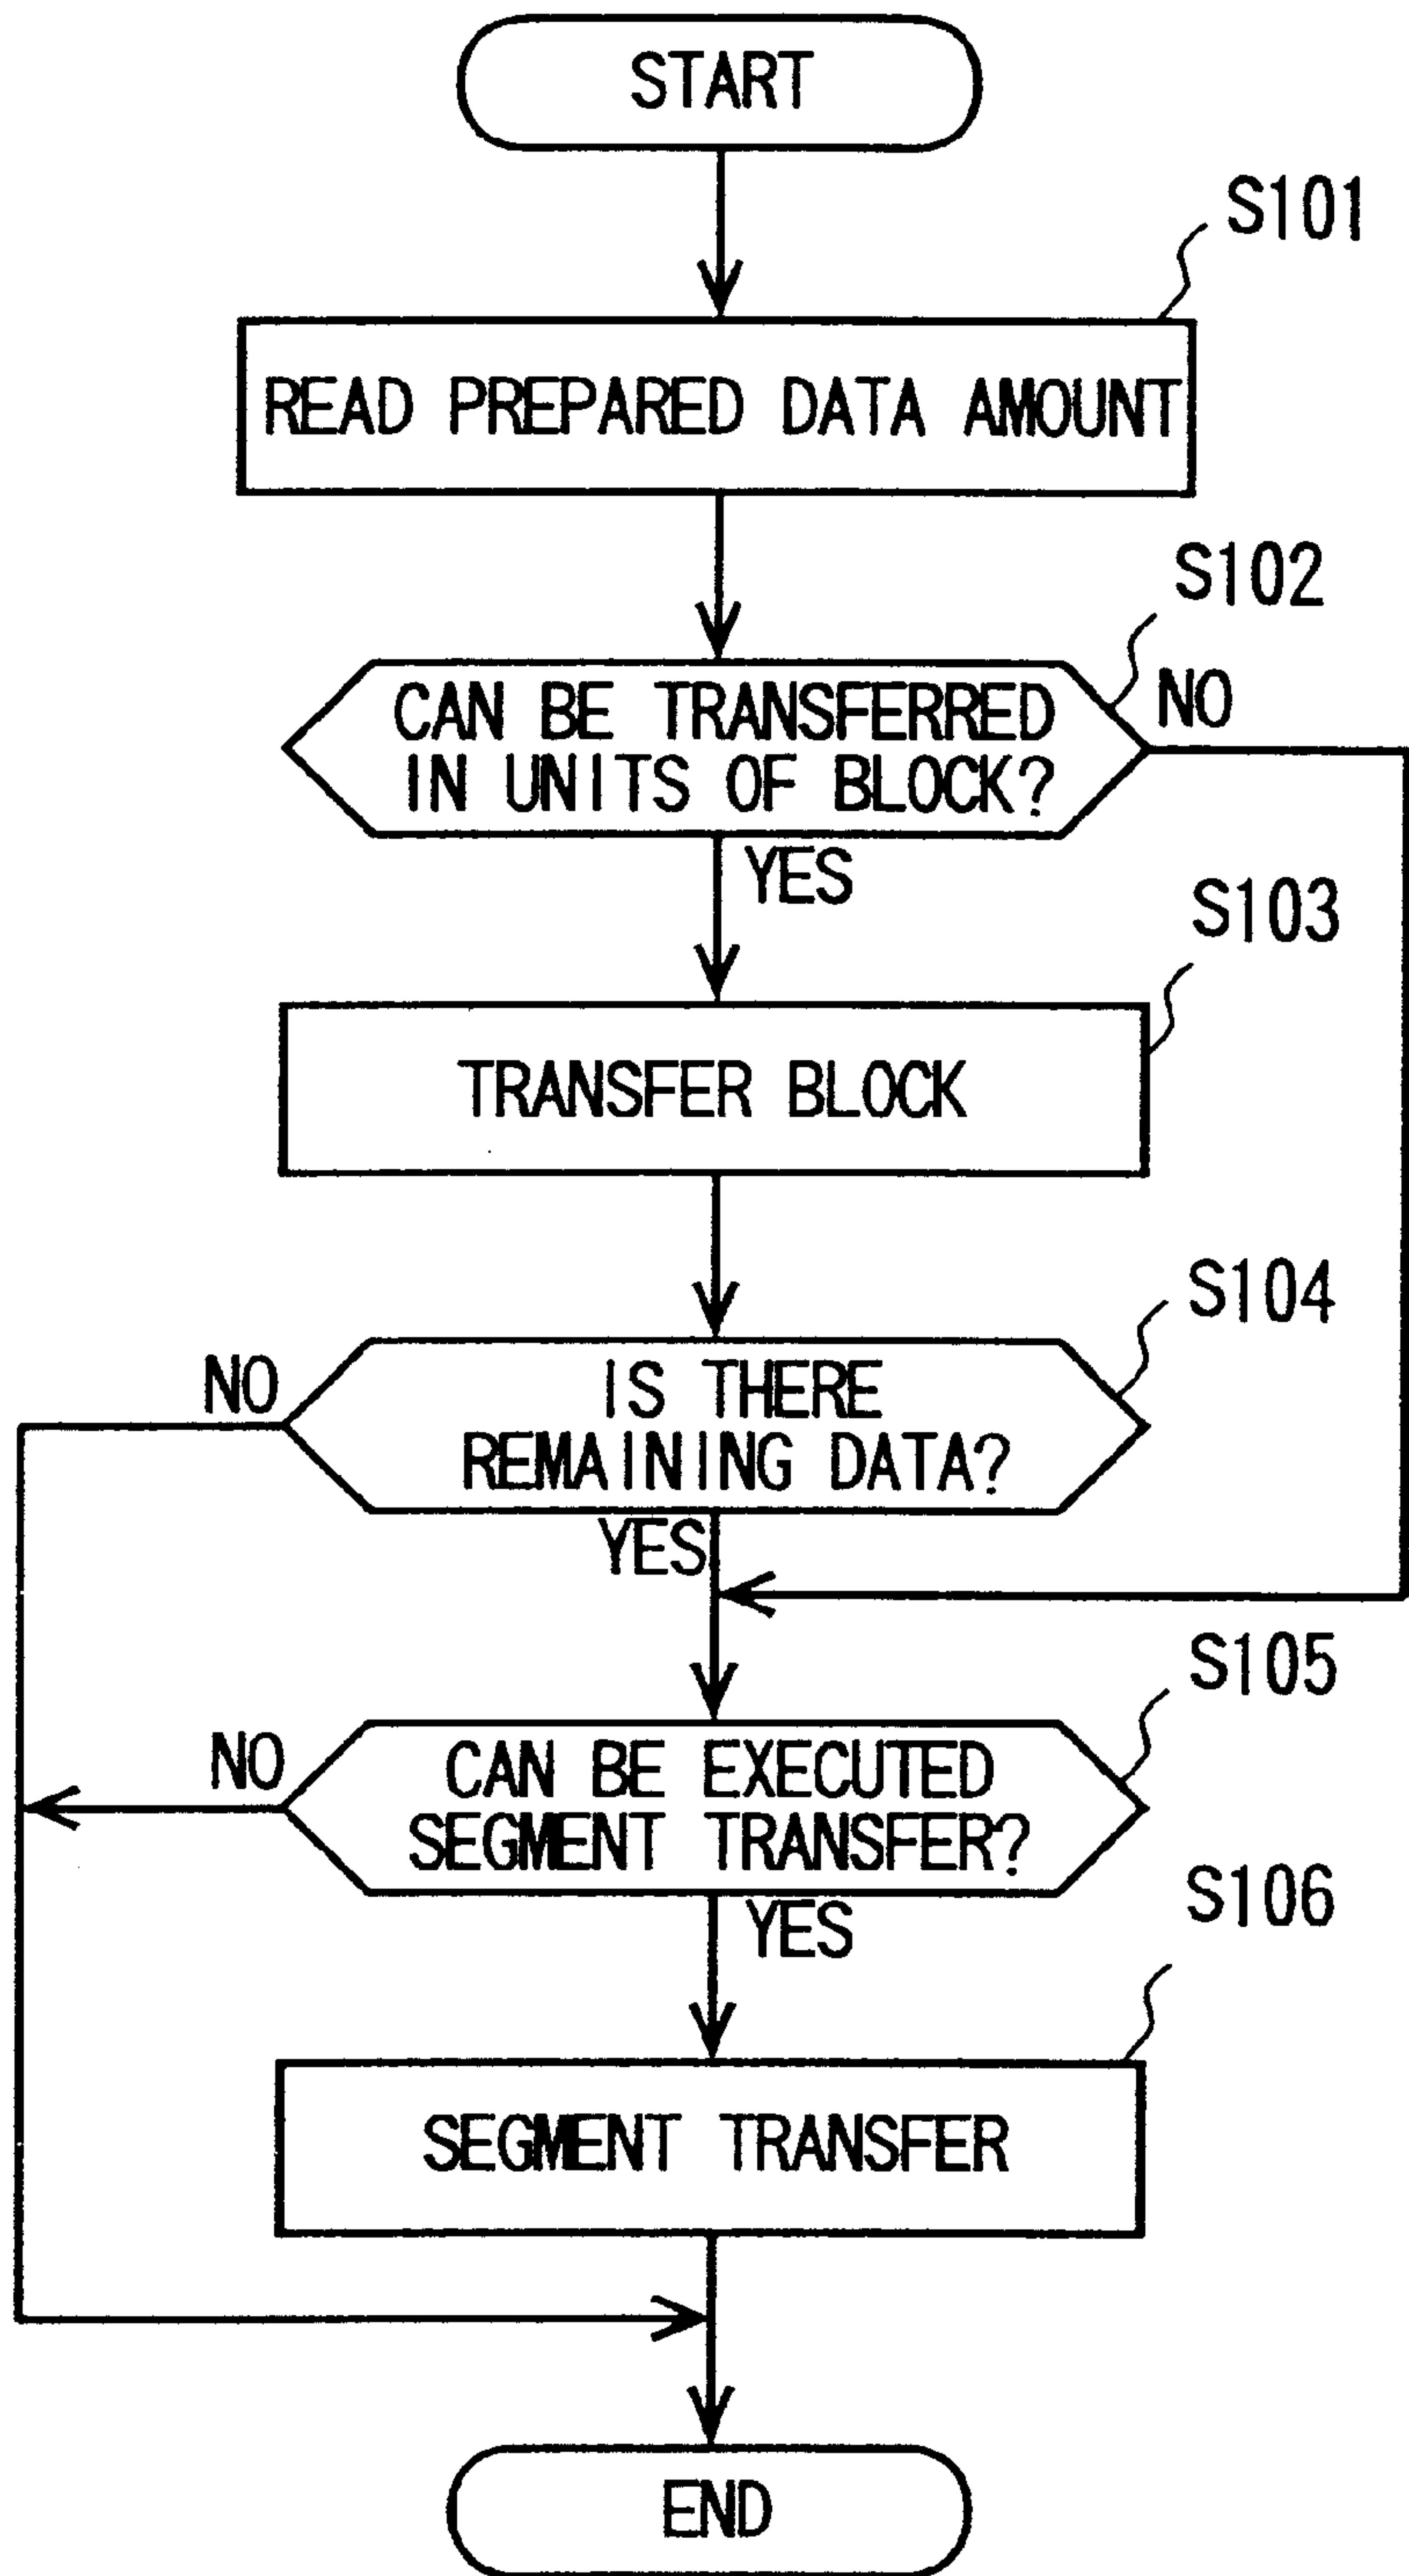 START
S101
READ PREPARED DATA AMOUNT
S102
CAN BE TRANSFERRED
IN UNITS OF BLOCK?
NO
YES
S103
TRANSFER BLOCK
S104
NO
IS THERE
REMAINING DATA?
YES
S105
NO
CAN BE EXECUTED
SEGMENT TRANSFER?
YES
S106
SEGMENT TRANSFER
END